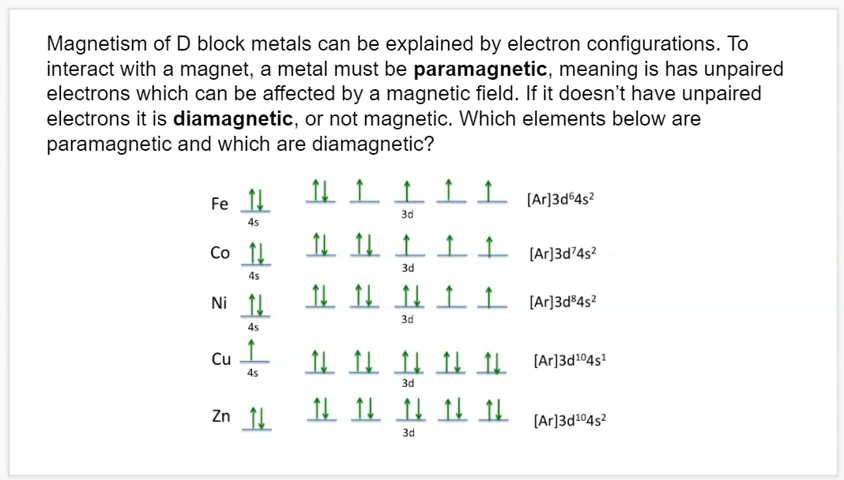 Magnetism of D block metals can be explained by electron configurations. To
interact with a magnet, a metal must be paramagnetic, meaning is has unpaired
electrons which can be affected by a magnetic field. If it doesn't have unpaired
electrons it is diamagnetic, or not magnetic. Which elements below are
paramagnetic and which are diamagnetic?
Fe 4s 3d [Ar]3d⁶4s²
Co 4s 3d [Ar]3d⁷4s²
Ni 4s 3d [Ar]3d⁸4s²
Cu 4s 3d [Ar]3d¹⁰4s¹
Zn 3d [Ar]3d¹⁰4s²